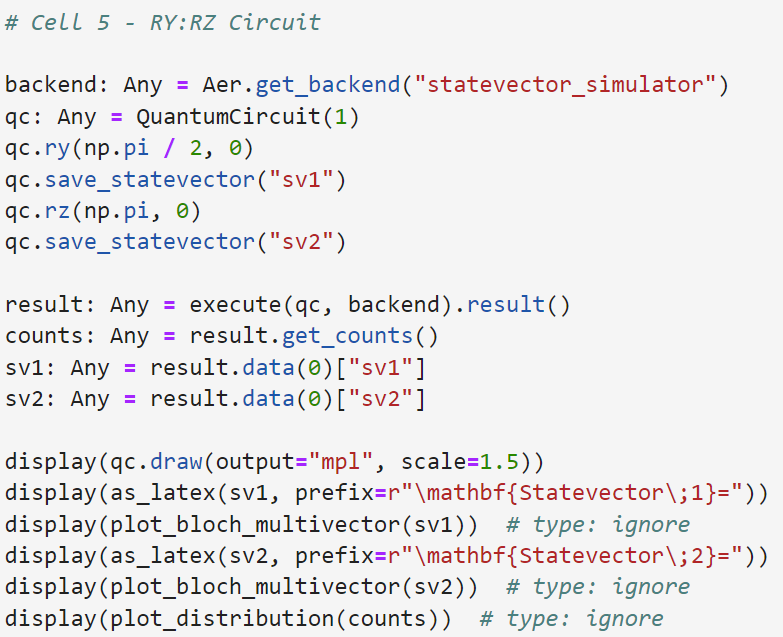 # Cell 5 - RY:RZ Circuit
backend: Any = Aer.get_backend("statevector_simulator")
qc: Any = QuantumCircuit(1)
qc.ry(np.pi / 2, 0)
qc.save_statevector("sv1")
qc.rz(np.pi, 0)
qc.save_statevector("sv2")
result: Any = execute(qc, backend).result()
counts: Any = result.get_counts()
sv1: Any = result.data(0)["sv1"]
sv2: Any = result.data(0)["sv2"]
display(qc.draw(output="mpl", scale=1.5))
display(as_latex(sv1, prefix=r"\mathbf{Statevector\;1}="))
display(plot_bloch_multivector(sv1))  # type: ignore
display(as_latex(sv2, prefix=r"\mathbf{Statevector\;2}="))
display(plot_bloch_multivector(sv2))  # type: ignore
display(plot_distribution(counts))  # type: ignore